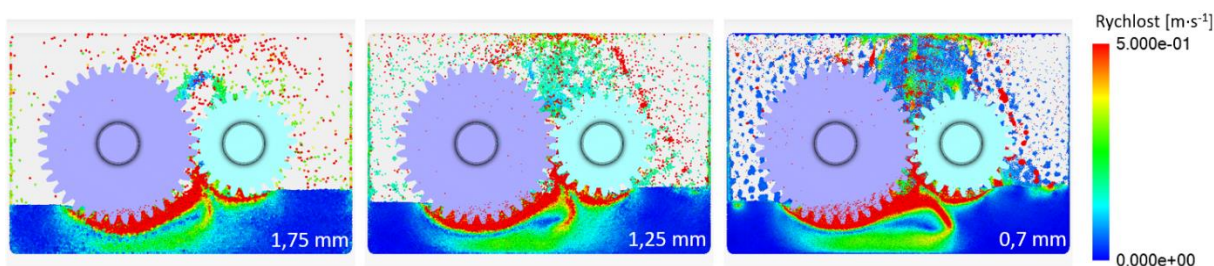 Rychlost [m·s⁻¹]
5.000e-01
0.000e+00
1,75 mm
1,25 mm
0,7 mm